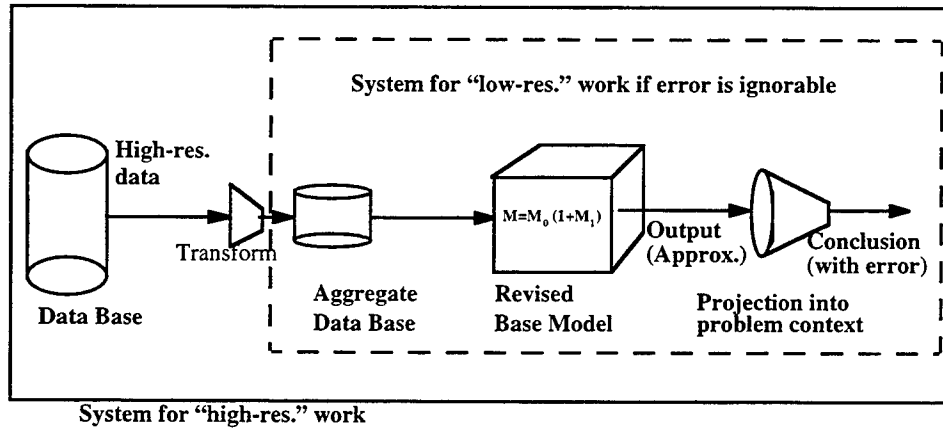 System for “low-res.” work if error is ignorable
High-res.
data
Transform
M=M₀ (1+M₁)
Output
(Approx.)
Conclusion
(with error)
Data Base
Aggregate
Data Base
Revised
Base Model
Projection into
problem context
System for “high-res.” work